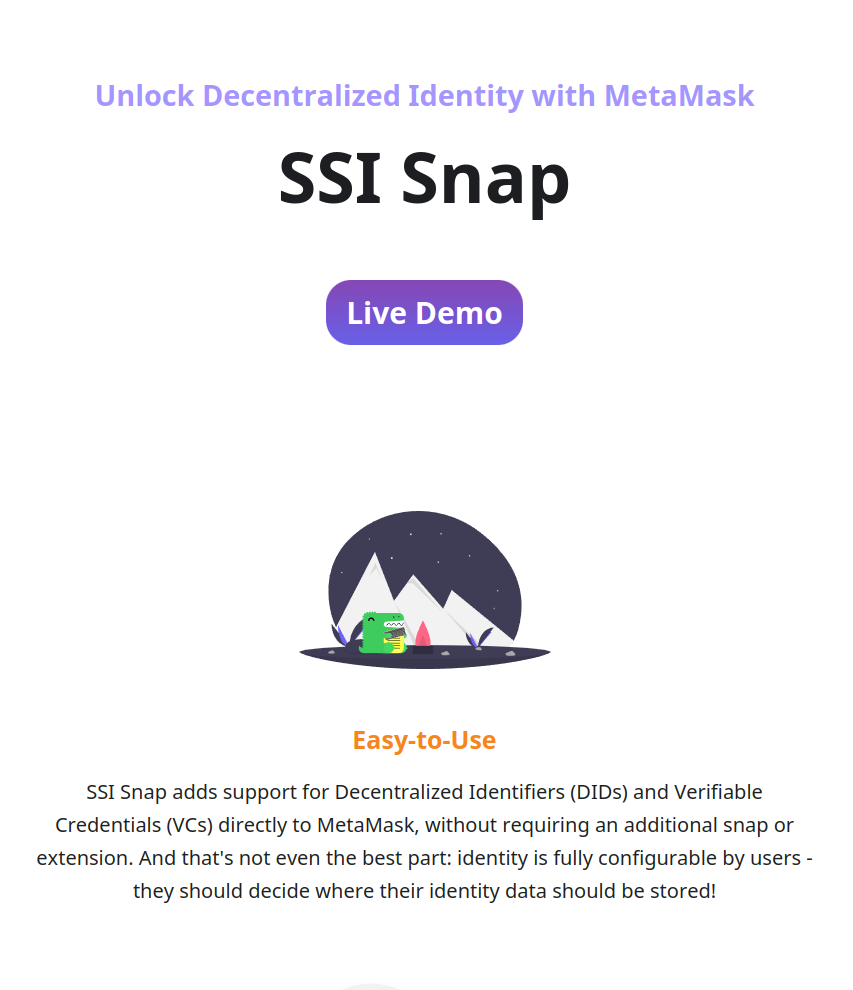 Unlock Decentralized Identity with MetaMask
SSI Snap
Live Demo
Easy-to-Use
SSI Snap adds support for Decentralized Identifiers (DIDs) and Verifiable
Credentials (VCs) directly to MetaMask, without requiring an additional snap or
extension. And that's not even the best part: identity is fully configurable by users -
they should decide where their identity data should be stored!